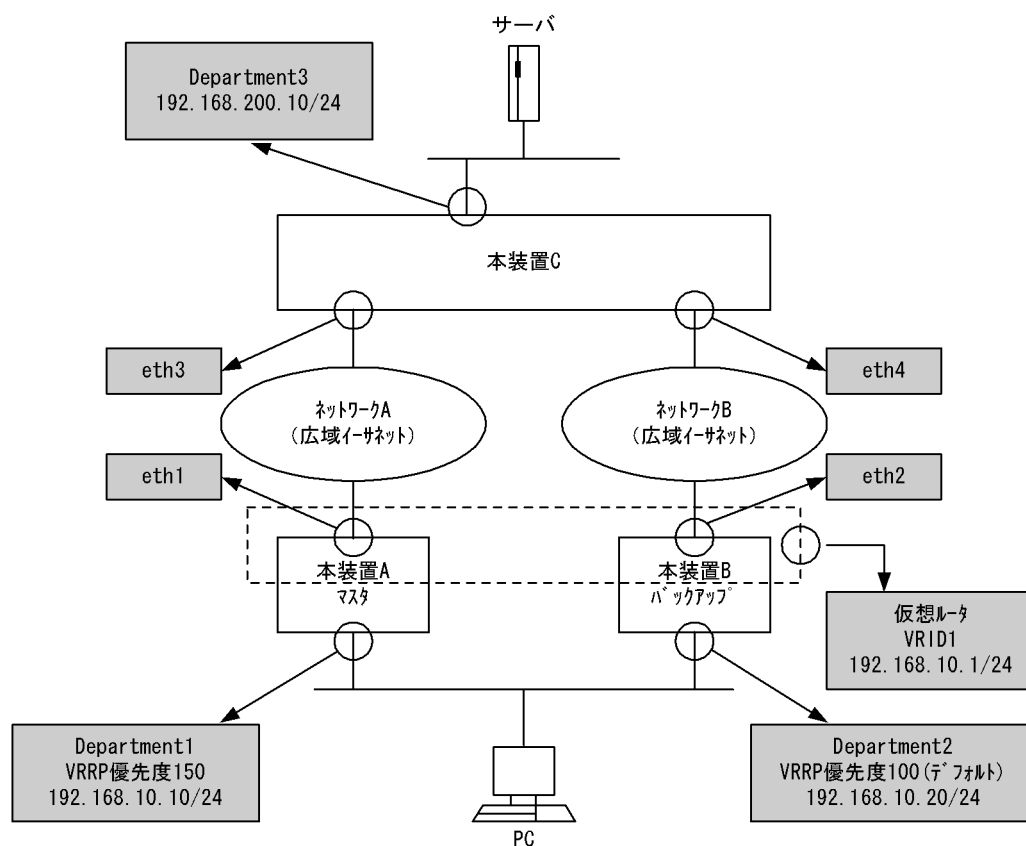 サーバ
Department3
192.168.200.10/24
本装置C
eth3
eth4
ﾈｯﾄﾜｰｸA
(広域ｲｰｻﾈｯﾄ)
ﾈｯﾄﾜｰｸB
(広域ｲｰｻﾈｯﾄ)
eth1
eth2
本装置A
ﾏｽﾀ
本装置B
ﾊﾞｯｸｱｯﾌﾟ
仮想ﾙｰﾀ
VRID1
192.168.10.1/24
Department1
VRRP優先度150
192.168.10.10/24
Department2
VRRP優先度100(ﾃﾞﾌｫﾙﾄ)
192.168.10.20/24
PC